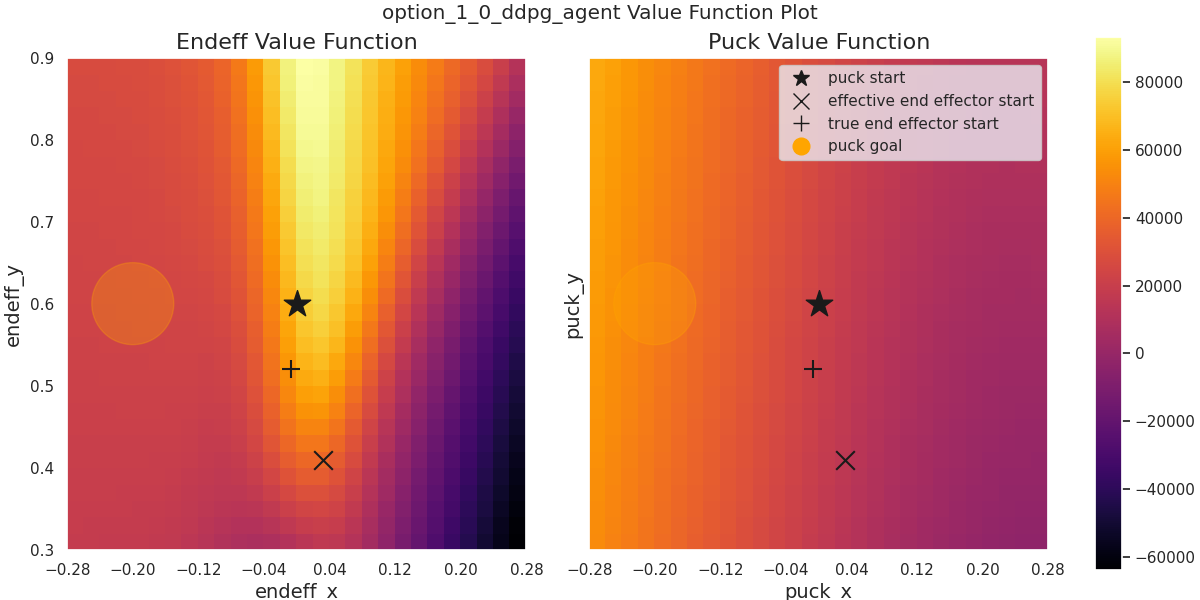 option_1_0_ddpg_agent Value Function Plot
Endeff Value Function
Puck Value Function
puck start
effective end effector start
true end effector start
puck goal
0.9
0.8
0.7
0.6
0.5
0.4
0.3
endeff_y
−0.28 −0.20 −0.12 −0.04 0.04 0.12 0.20 0.28
endeff_x
puck_y
−0.28 −0.20 −0.12 −0.04 0.04 0.12 0.20 0.28
puck_x
80000
60000
40000
20000
0
−20000
−40000
−60000